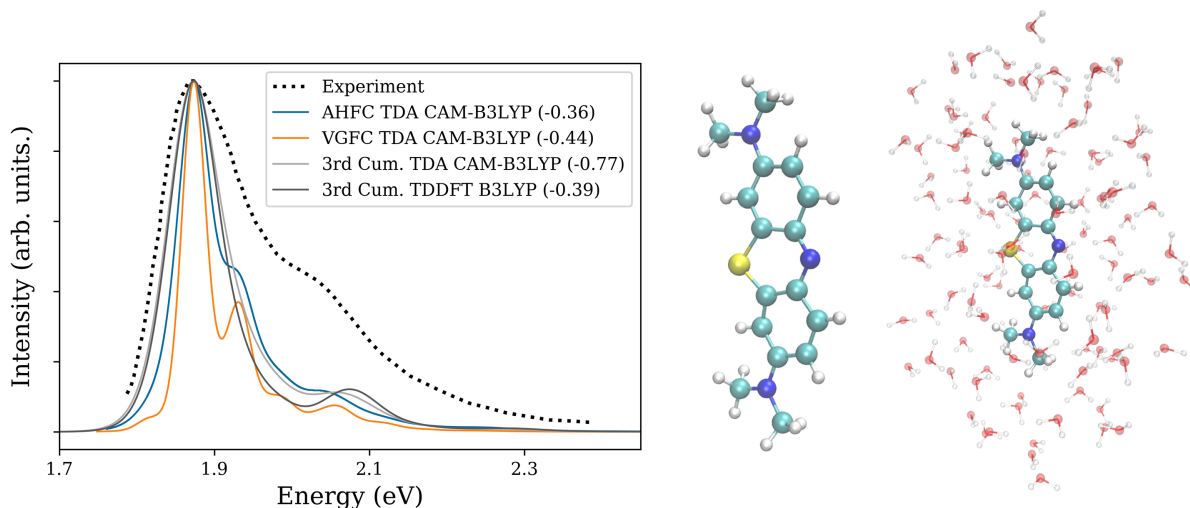 Experiment
AHFC TDA CAM-B3LYP (-0.36)
VGFC TDA CAM-B3LYP (-0.44)
3rd Cum. TDA CAM-B3LYP (-0.77)
3rd Cum. TDDFT B3LYP (-0.39)
Intensity (arb. units.)
1.7 1.9 2.1 2.3
Energy (eV)